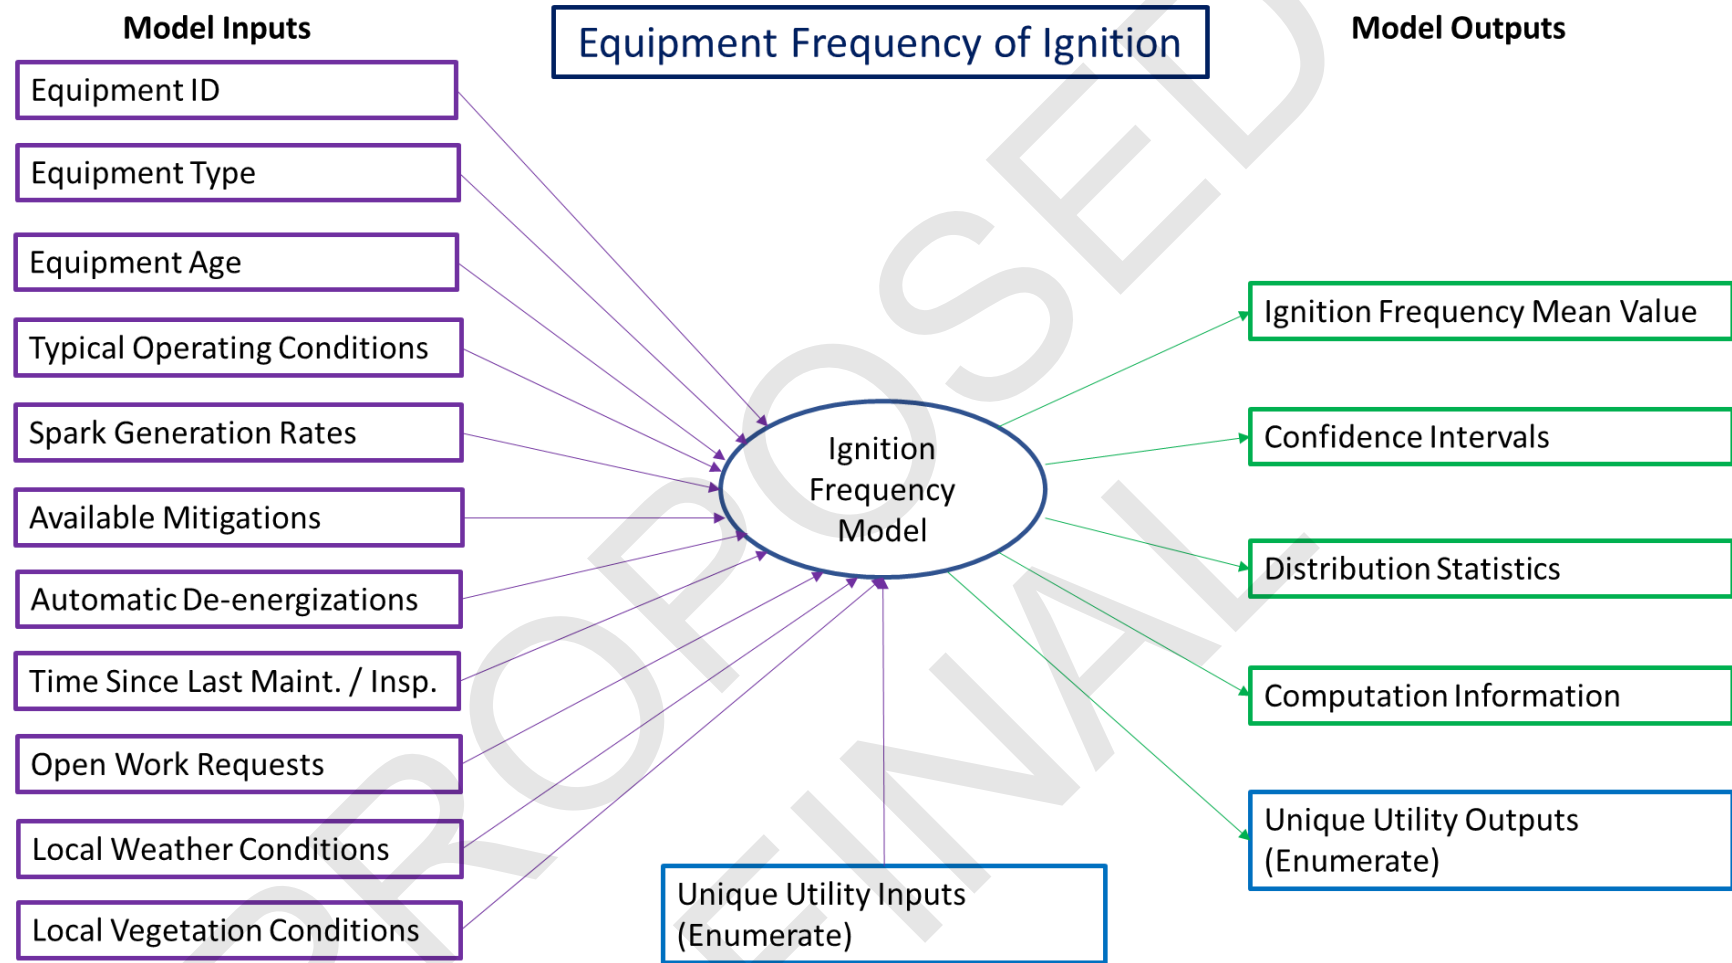 Model Inputs
Equipment Frequency of Ignition
Model Outputs
Equipment ID
Equipment Type
Equipment Age
Typical Operating Conditions
Spark Generation Rates
Available Mitigations
Automatic De-energizations
Time Since Last Maint. / Insp.
Open Work Requests
Local Weather Conditions
Local Vegetation Conditions
Ignition
Frequency
Model
Unique Utility Inputs
(Enumerate)
Ignition Frequency Mean Value
Confidence Intervals
Distribution Statistics
Computation Information
Unique Utility Outputs
(Enumerate)
PROPOSED
FINAL